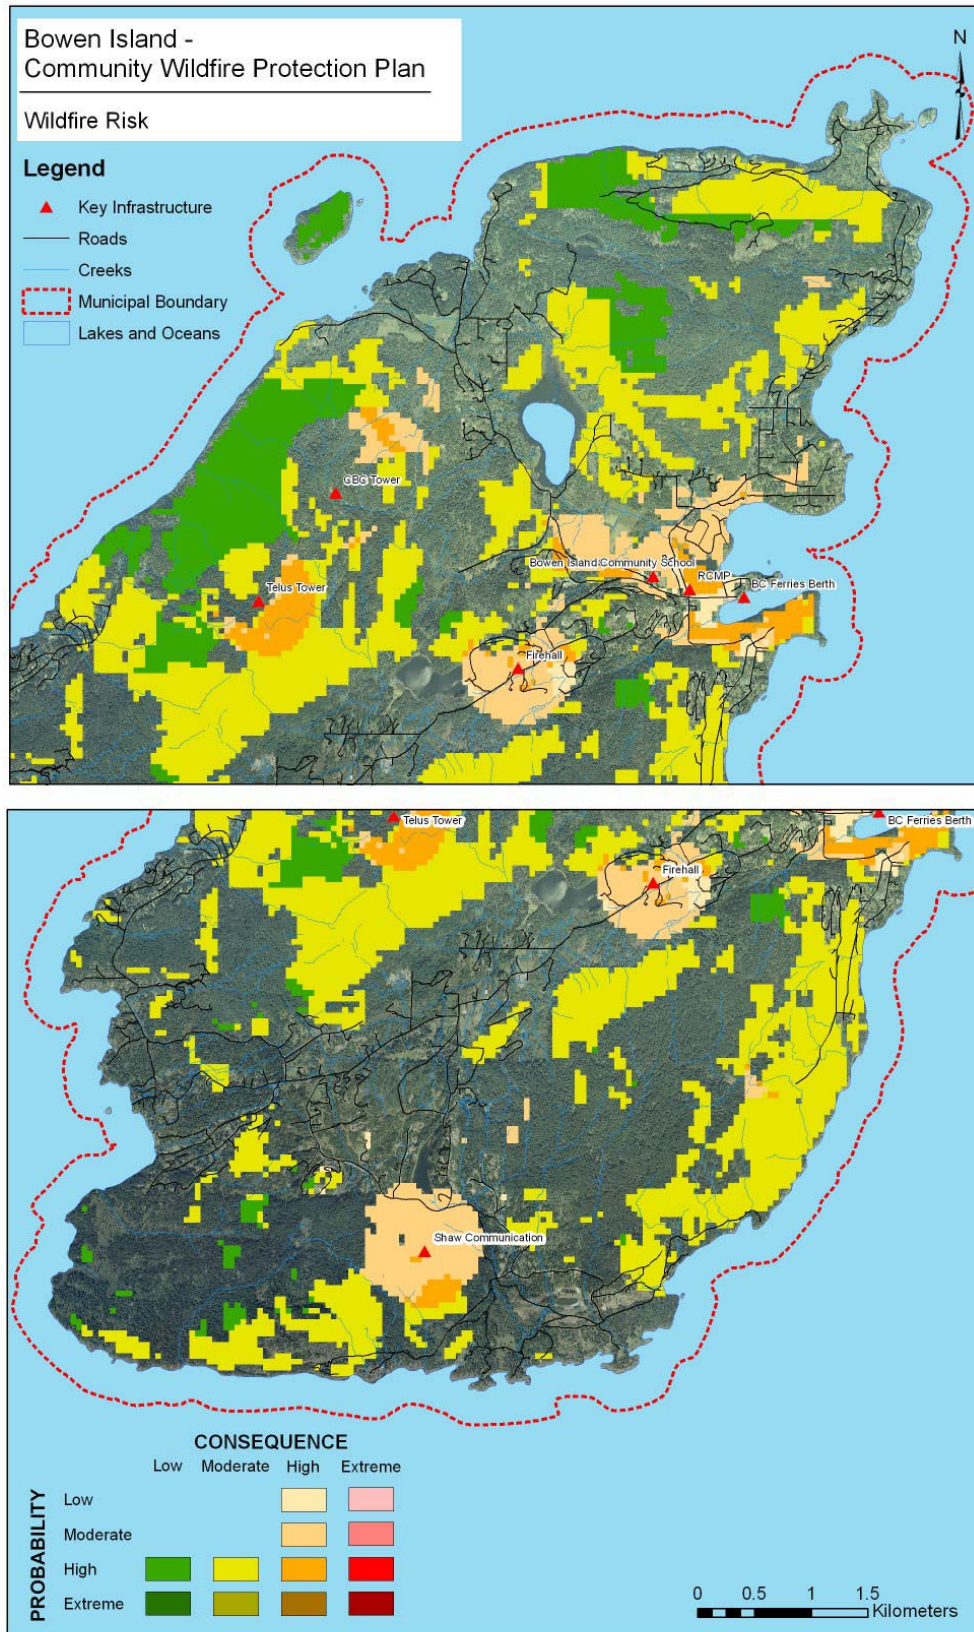 Bowen Island -
Community Wildfire Protection Plan
Wildfire Risk
N
Legend
Key Infrastructure
Roads
Creeks
Municipal Boundary
Lakes and Oceans
GBG Tower
Telus Tower
Bowen Island Community School
RCMP
BC Ferries Berth
Firehall
Telus Tower
BC Ferries Berth
Firehall
Shaw Communication
CONSEQUENCE
Low Moderate High Extreme
PROBABILITY
Low
Moderate
High
Extreme
0 0.5 1 1.5
Kilometers